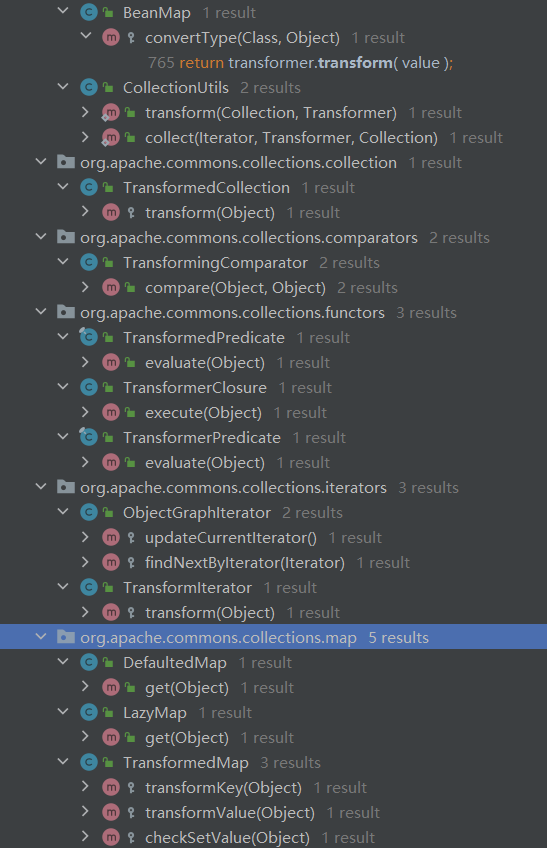 BeanMap 1 result
convertType(Class, Object) 1 result
765 return transformer.transform( value );
CollectionUtils 2 results
transform(Collection, Transformer) 1 result
collect(Iterator, Transformer, Collection) 1 result
org.apache.commons.collections.collection 1 result
TransformedCollection 1 result
transform(Object) 1 result
org.apache.commons.collections.comparators 2 results
TransformingComparator 2 results
compare(Object, Object) 2 results
org.apache.commons.collections.functors 3 results
TransformedPredicate 1 result
evaluate(Object) 1 result
TransformerClosure 1 result
execute(Object) 1 result
TransformerPredicate 1 result
evaluate(Object) 1 result
org.apache.commons.collections.iterators 3 results
ObjectGraphIterator 2 results
updateCurrentIterator() 1 result
findNextByIterator(Iterator) 1 result
TransformIterator 1 result
transform(Object) 1 result
org.apache.commons.collections.map 5 results
DefaultedMap 1 result
get(Object) 1 result
LazyMap 1 result
get(Object) 1 result
TransformedMap 3 results
transformKey(Object) 1 result
transformValue(Object) 1 result
checkSetValue(Object) 1 result